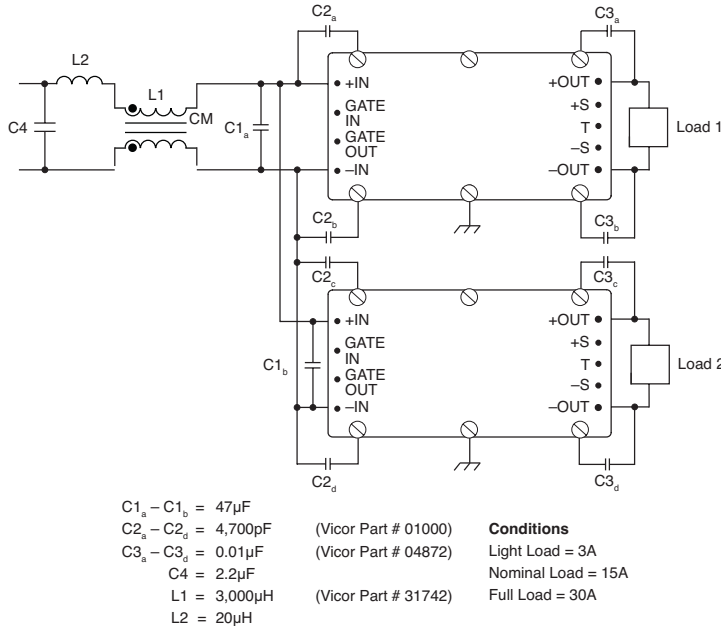 C2a
C3a
L2
L1
CM
C4
C1a
+IN
GATE
IN
GATE
OUT
–IN
+OUT
+S
T
–S
–OUT
Load 1
C2b
C3b
C2c
C3c
C1b
+IN
GATE
IN
GATE
OUT
–IN
+OUT
+S
T
–S
–OUT
Load 2
C2d
C3d
C1a – C1b = 47µF
C2a – C2d = 4,700pF (Vicor Part # 01000) Conditions
C3a – C3d = 0.01µF (Vicor Part # 04872) Light Load = 3A
C4 = 2.2µF Nominal Load = 15A
L1 = 3,000µH (Vicor Part # 31742) Full Load = 30A
L2 = 20µH